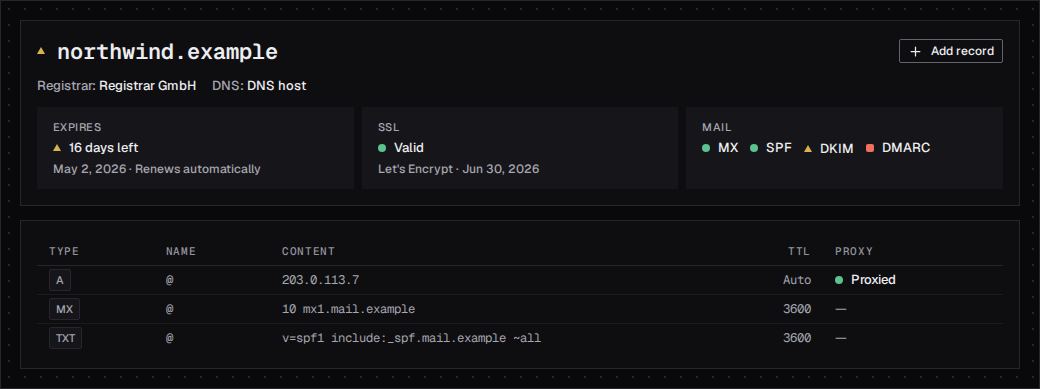 northwind.example
+ Add record
Registrar: Registrar GmbH DNS: DNS host
EXPIRES
16 days left
May 2, 2026 · Renews automatically
SSL
Valid
Let's Encrypt · Jun 30, 2026
MAIL
MX SPF DKIM DMARC
TYPE NAME CONTENT TTL PROXY
A @ 203.0.113.7 Auto Proxied
MX @ 10 mx1.mail.example 3600 —
TXT @ v=spf1 include:_spf.mail.example ~all 3600 —